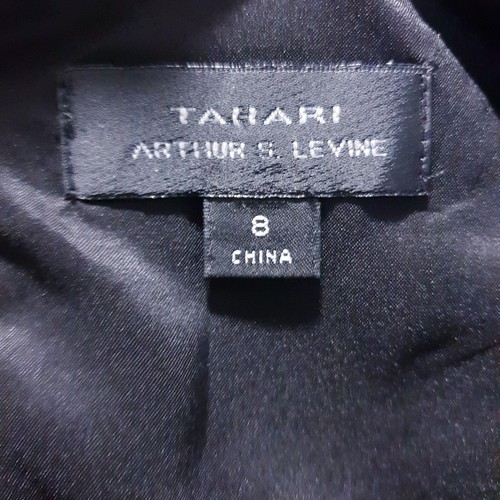 TAHARI
ARTHUR S. LEVINE
8
CHINA